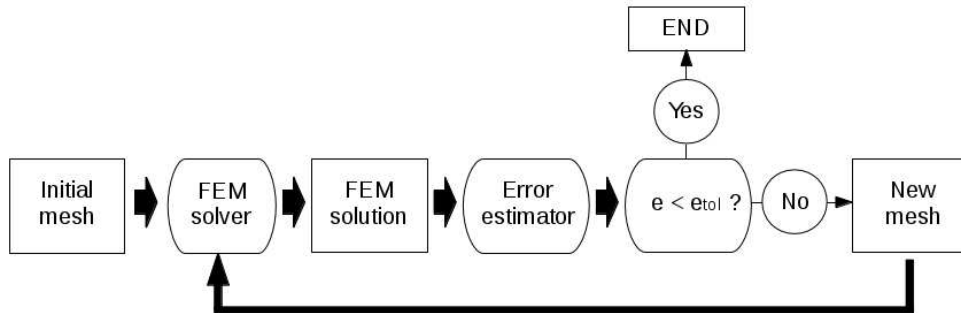 END
Yes
Initial
mesh
FEM
solver
FEM
solution
Error
estimator
e < etol ?
No
New
mesh